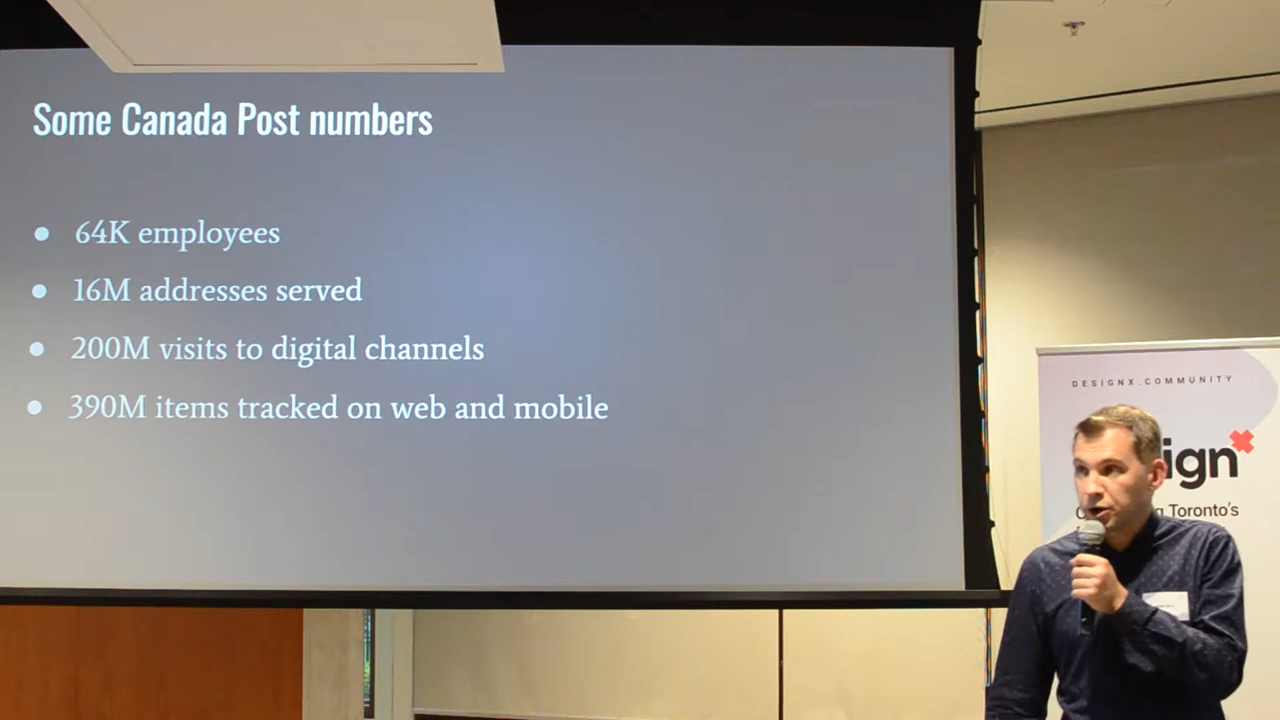 Some Canada Post numbers
64K employees
16M addresses served
200M visits to digital channels
390M items tracked on web and mobile
DESIGNX.COMMUNITY
ign
Toronto's